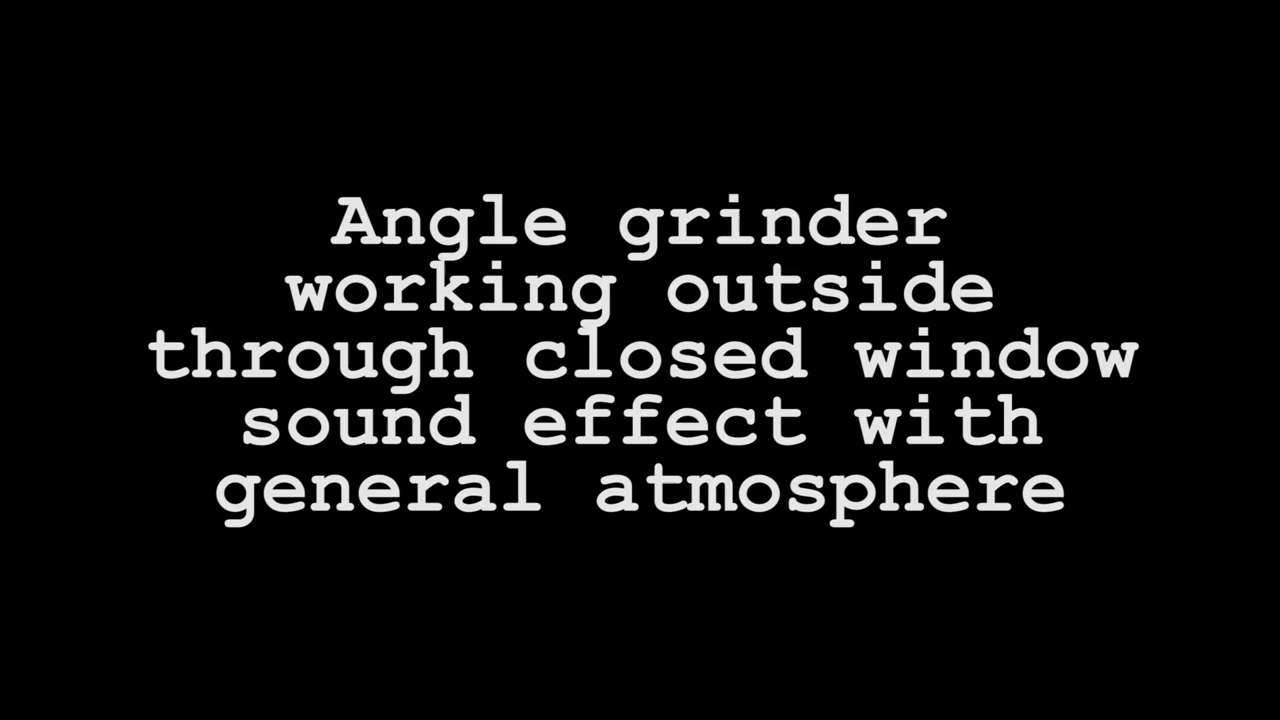 Angle grinder
working outside
through closed window
sound effect with
general atmosphere